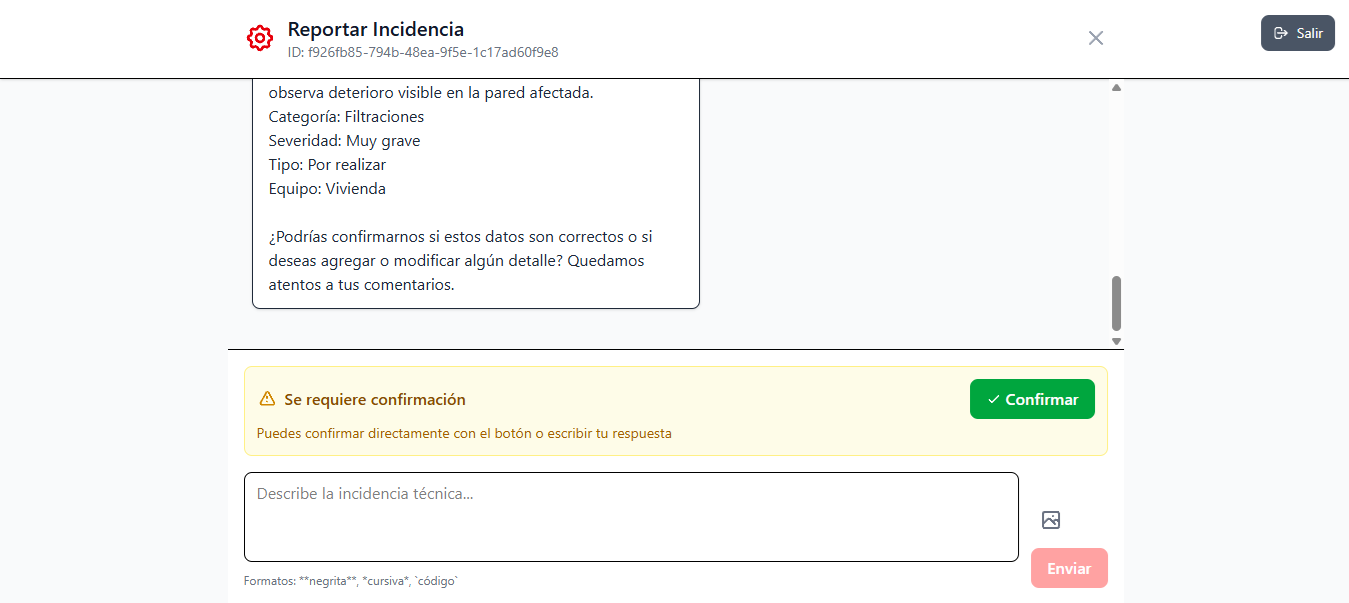 Reportar Incidencia
ID: f926fb85-794b-48ea-9f5e-1c17ad60f9e8
Salir
observa deterioro visible en la pared afectada.
Categoría: Filtraciones
Severidad: Muy grave
Tipo: Por realizar
Equipo: Vivienda
¿Podrías confirmarnos si estos datos son correctos o si
deseas agregar o modificar algún detalle? Quedamos
atentos a tus comentarios.
Se requiere confirmación
Confirmar
Puedes confirmar directamente con el botón o escribir tu respuesta
Describe la incidencia técnica...
Enviar
Formatos: **negrita**, *cursiva*, `código`